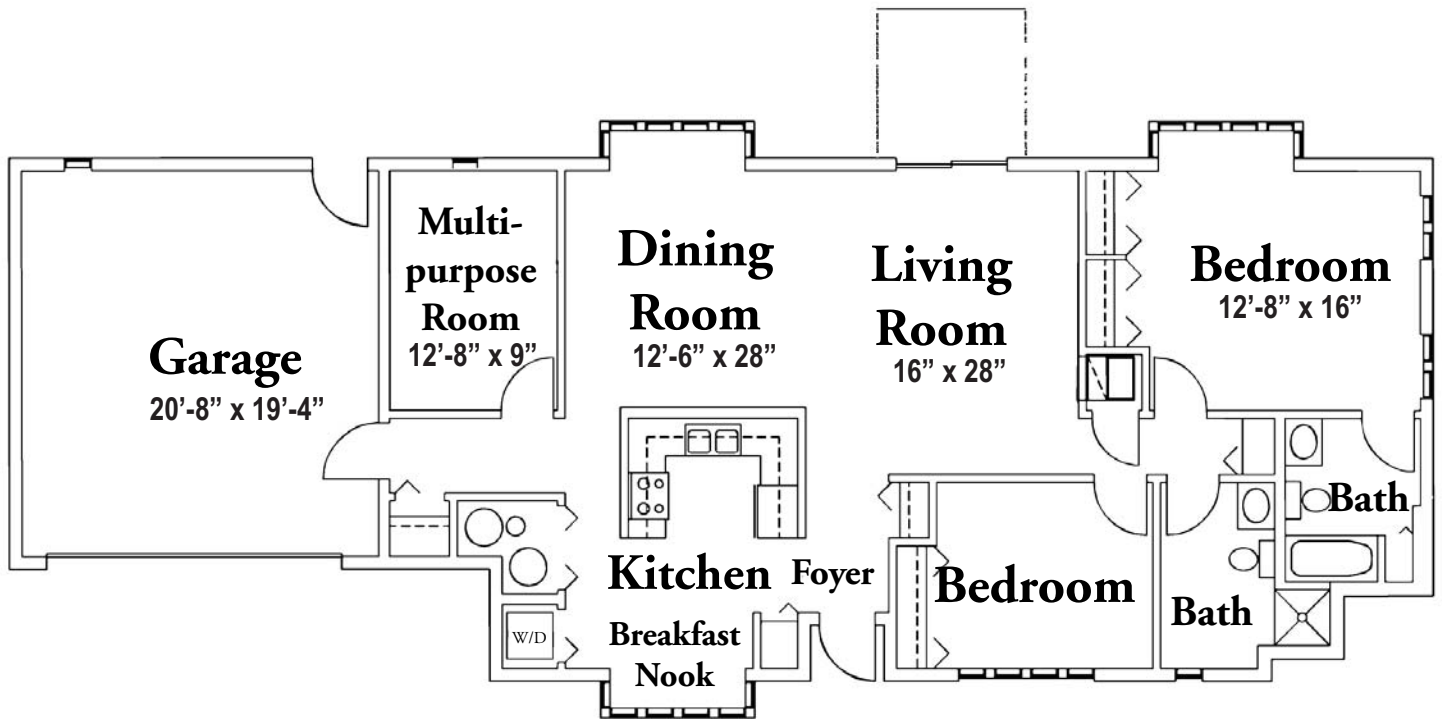 Garage
20’-8” x 19’-4”
Multi-
purpose
Room
12’-8” x 9”
Dining
Room
12’-6” x 28”
Living
Room
16” x 28”
Bedroom
12’-8” x 16”
Bath
Kitchen
Foyer
Breakfast
Nook
W/D
Bedroom
Bath